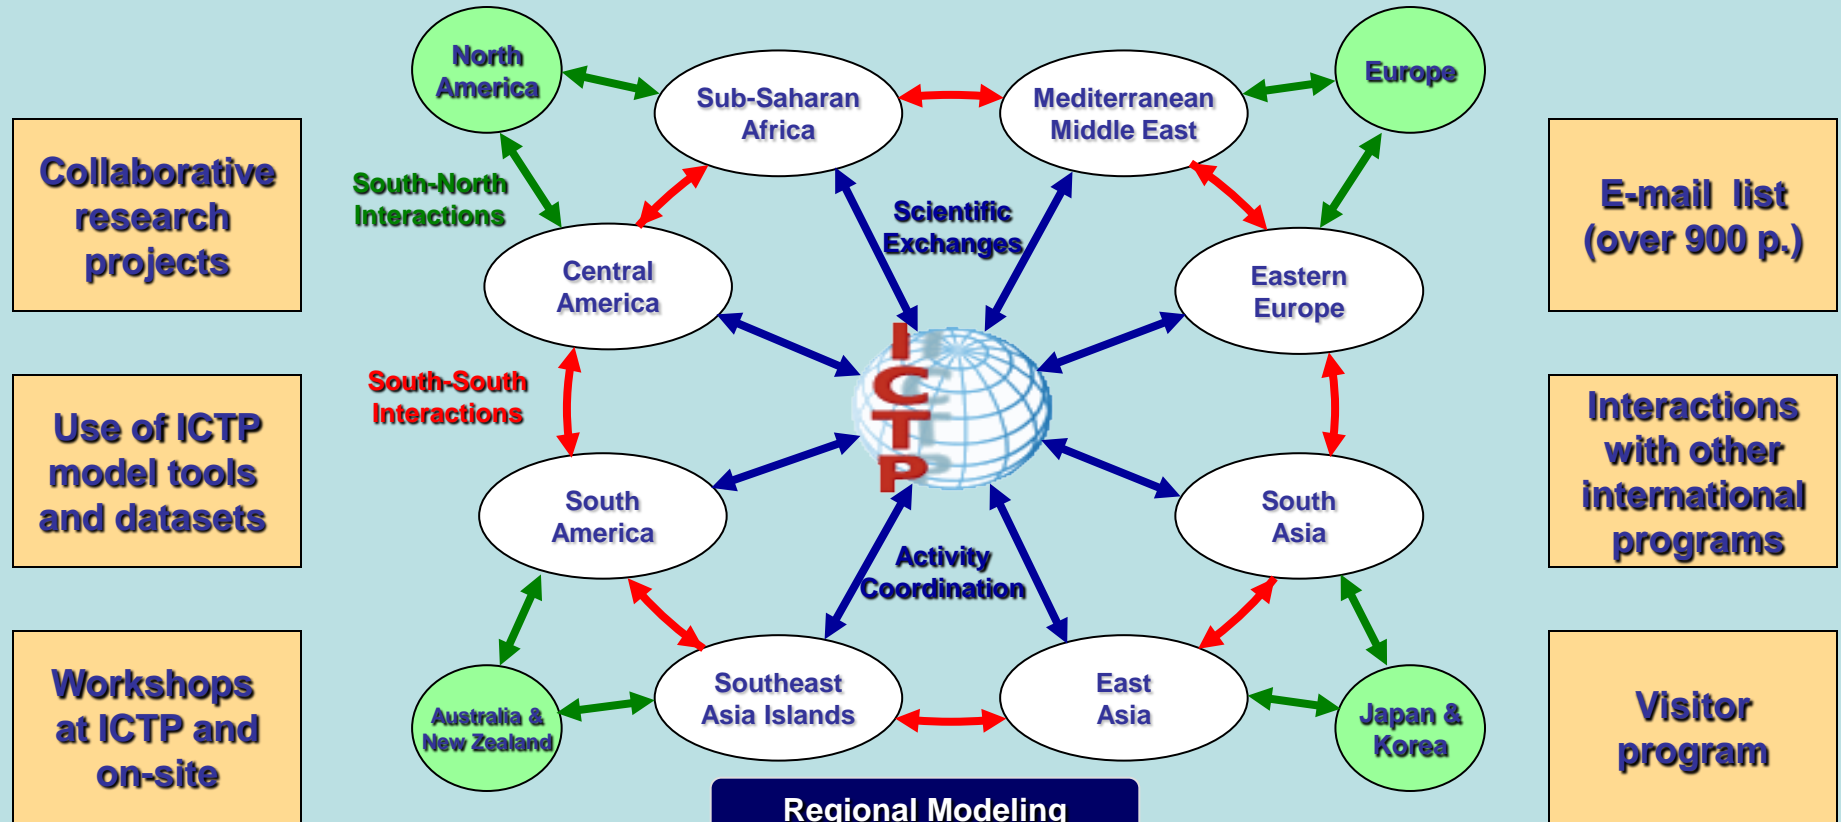 North
America
Sub-Saharan
Africa
Mediterranean
Middle East
Europe
Collaborative
research
projects
South-North
Interactions
Scientific
Exchanges
E-mail list
(over 900 p.)
Central
America
Eastern
Europe
Use of ICTP
model tools
and datasets
South-South
Interactions
I
C
T
P
Interactions
with other
international
programs
South
America
South
Asia
Activity
Coordination
Workshops
at ICTP and
on-site
Australia &
New Zealand
Southeast
Asia Islands
East
Asia
Japan &
Korea
Visitor
program
Regional Modeling